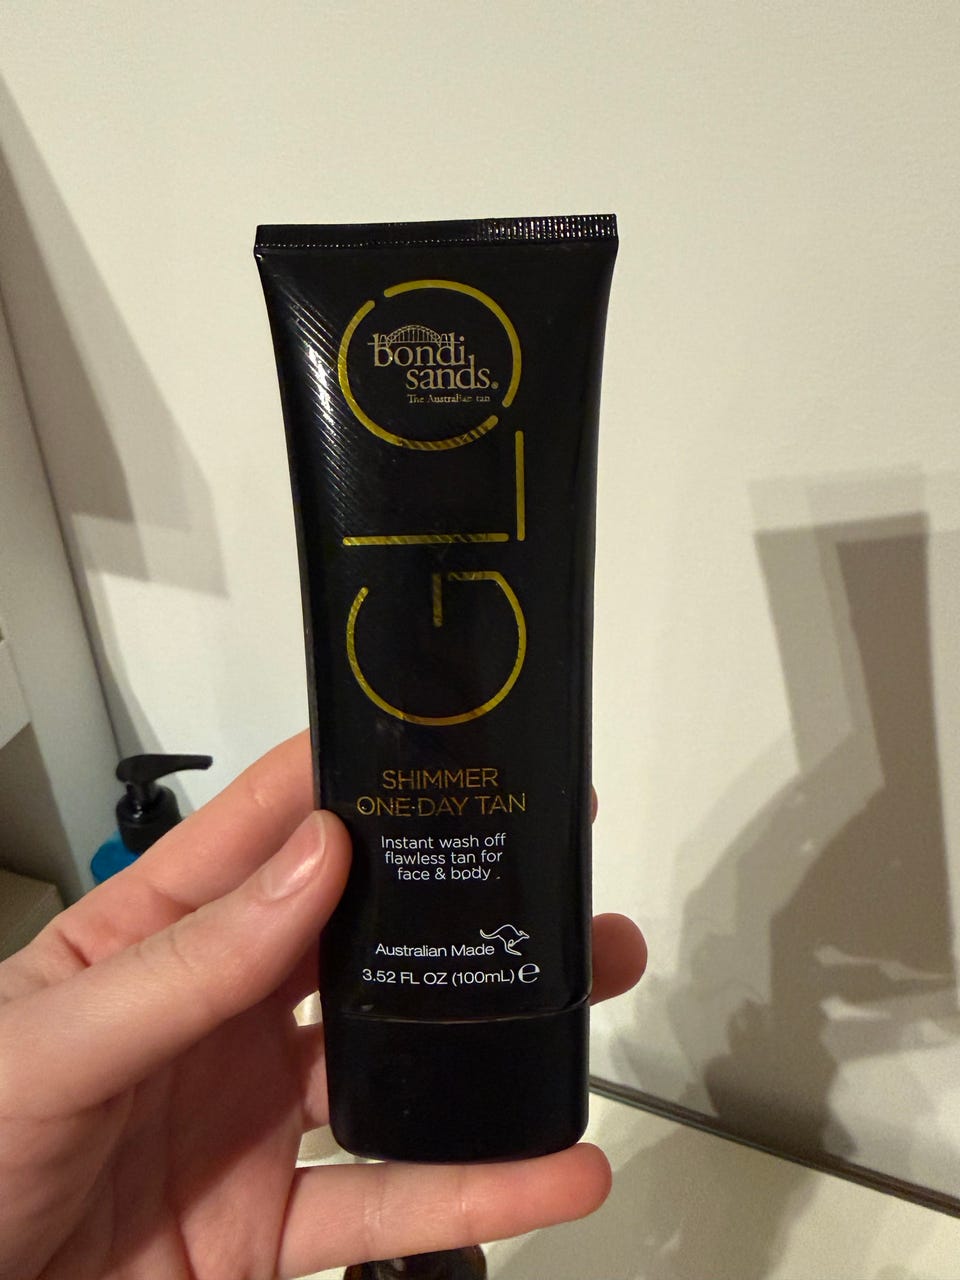 bondi
sands®
The Australian tan
GLO
SHIMMER
ONE-DAY TAN
Instant wash off
flawless tan for
face & body.
Australian Made
3.52 FL OZ (100mL) ℮